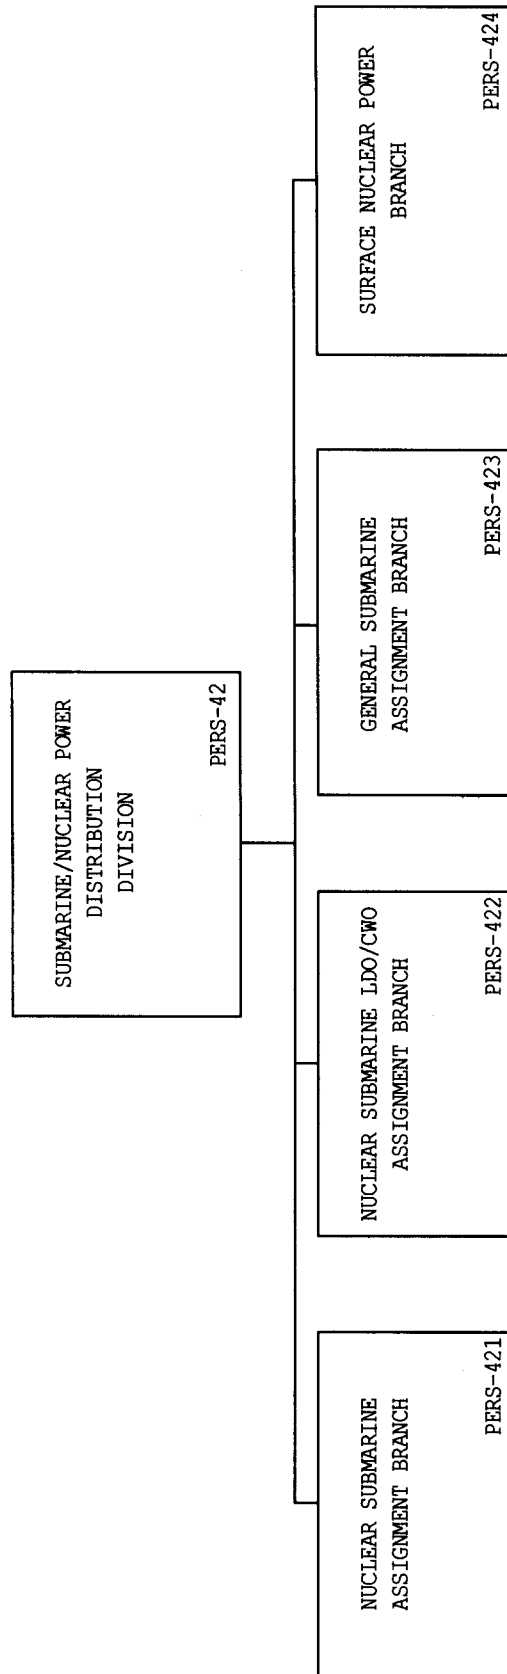 SUBMARINE/NUCLEAR POWER
DISTRIBUTION
DIVISION
PERS-42
NUCLEAR SUBMARINE
ASSIGNMENT BRANCH
PERS-421
NUCLEAR SUBMARINE LDO/CWO
ASSIGNMENT BRANCH
PERS-422
GENERAL SUBMARINE
ASSIGNMENT BRANCH
PERS-423
SURFACE NUCLEAR POWER
BRANCH
PERS-424